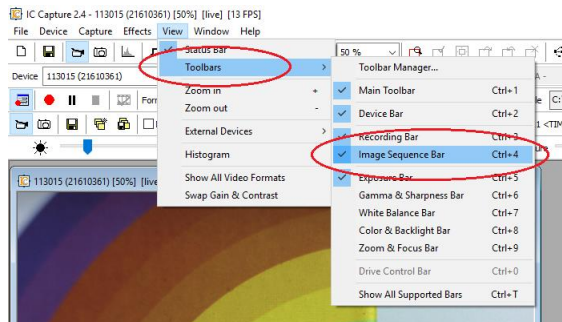 IC Capture 2.4 - 113015 (21610361) [50%] [live] [13 FPS]
File Device Capture Effects View Window Help
Status Bar
50 %
Device 113015 (21610361)
Toolbars >
Toolbar Manager...
Zoom in +
Main Toolbar Ctrl+1
Zoom out -
Device Bar Ctrl+2
External Devices >
Recording Bar Ctrl+3
Histogram
Image Sequence Bar Ctrl+4
Show All Video Formats
Exposure Bar Ctrl+5
Swap Gain & Contrast
Gamma & Sharpness Bar Ctrl+6
White Balance Bar Ctrl+7
Color & Backlight Bar Ctrl+8
Zoom & Focus Bar Ctrl+9
Drive Control Bar Ctrl+0
Show All Supported Bars Ctrl+T
113015 (21610361) [50%] [live